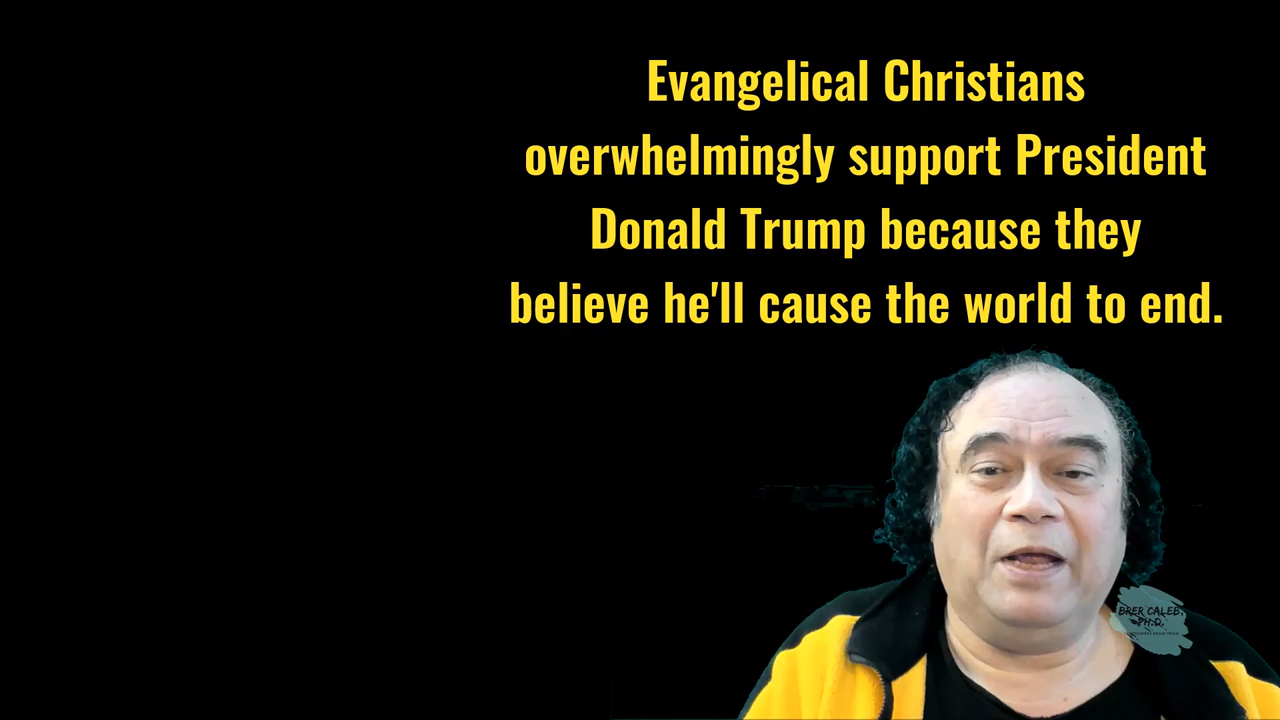 Evangelical Christians
overwhelmingly support President
Donald Trump because they
believe he'll cause the world to end.
BRER CALEB,
PH.D.